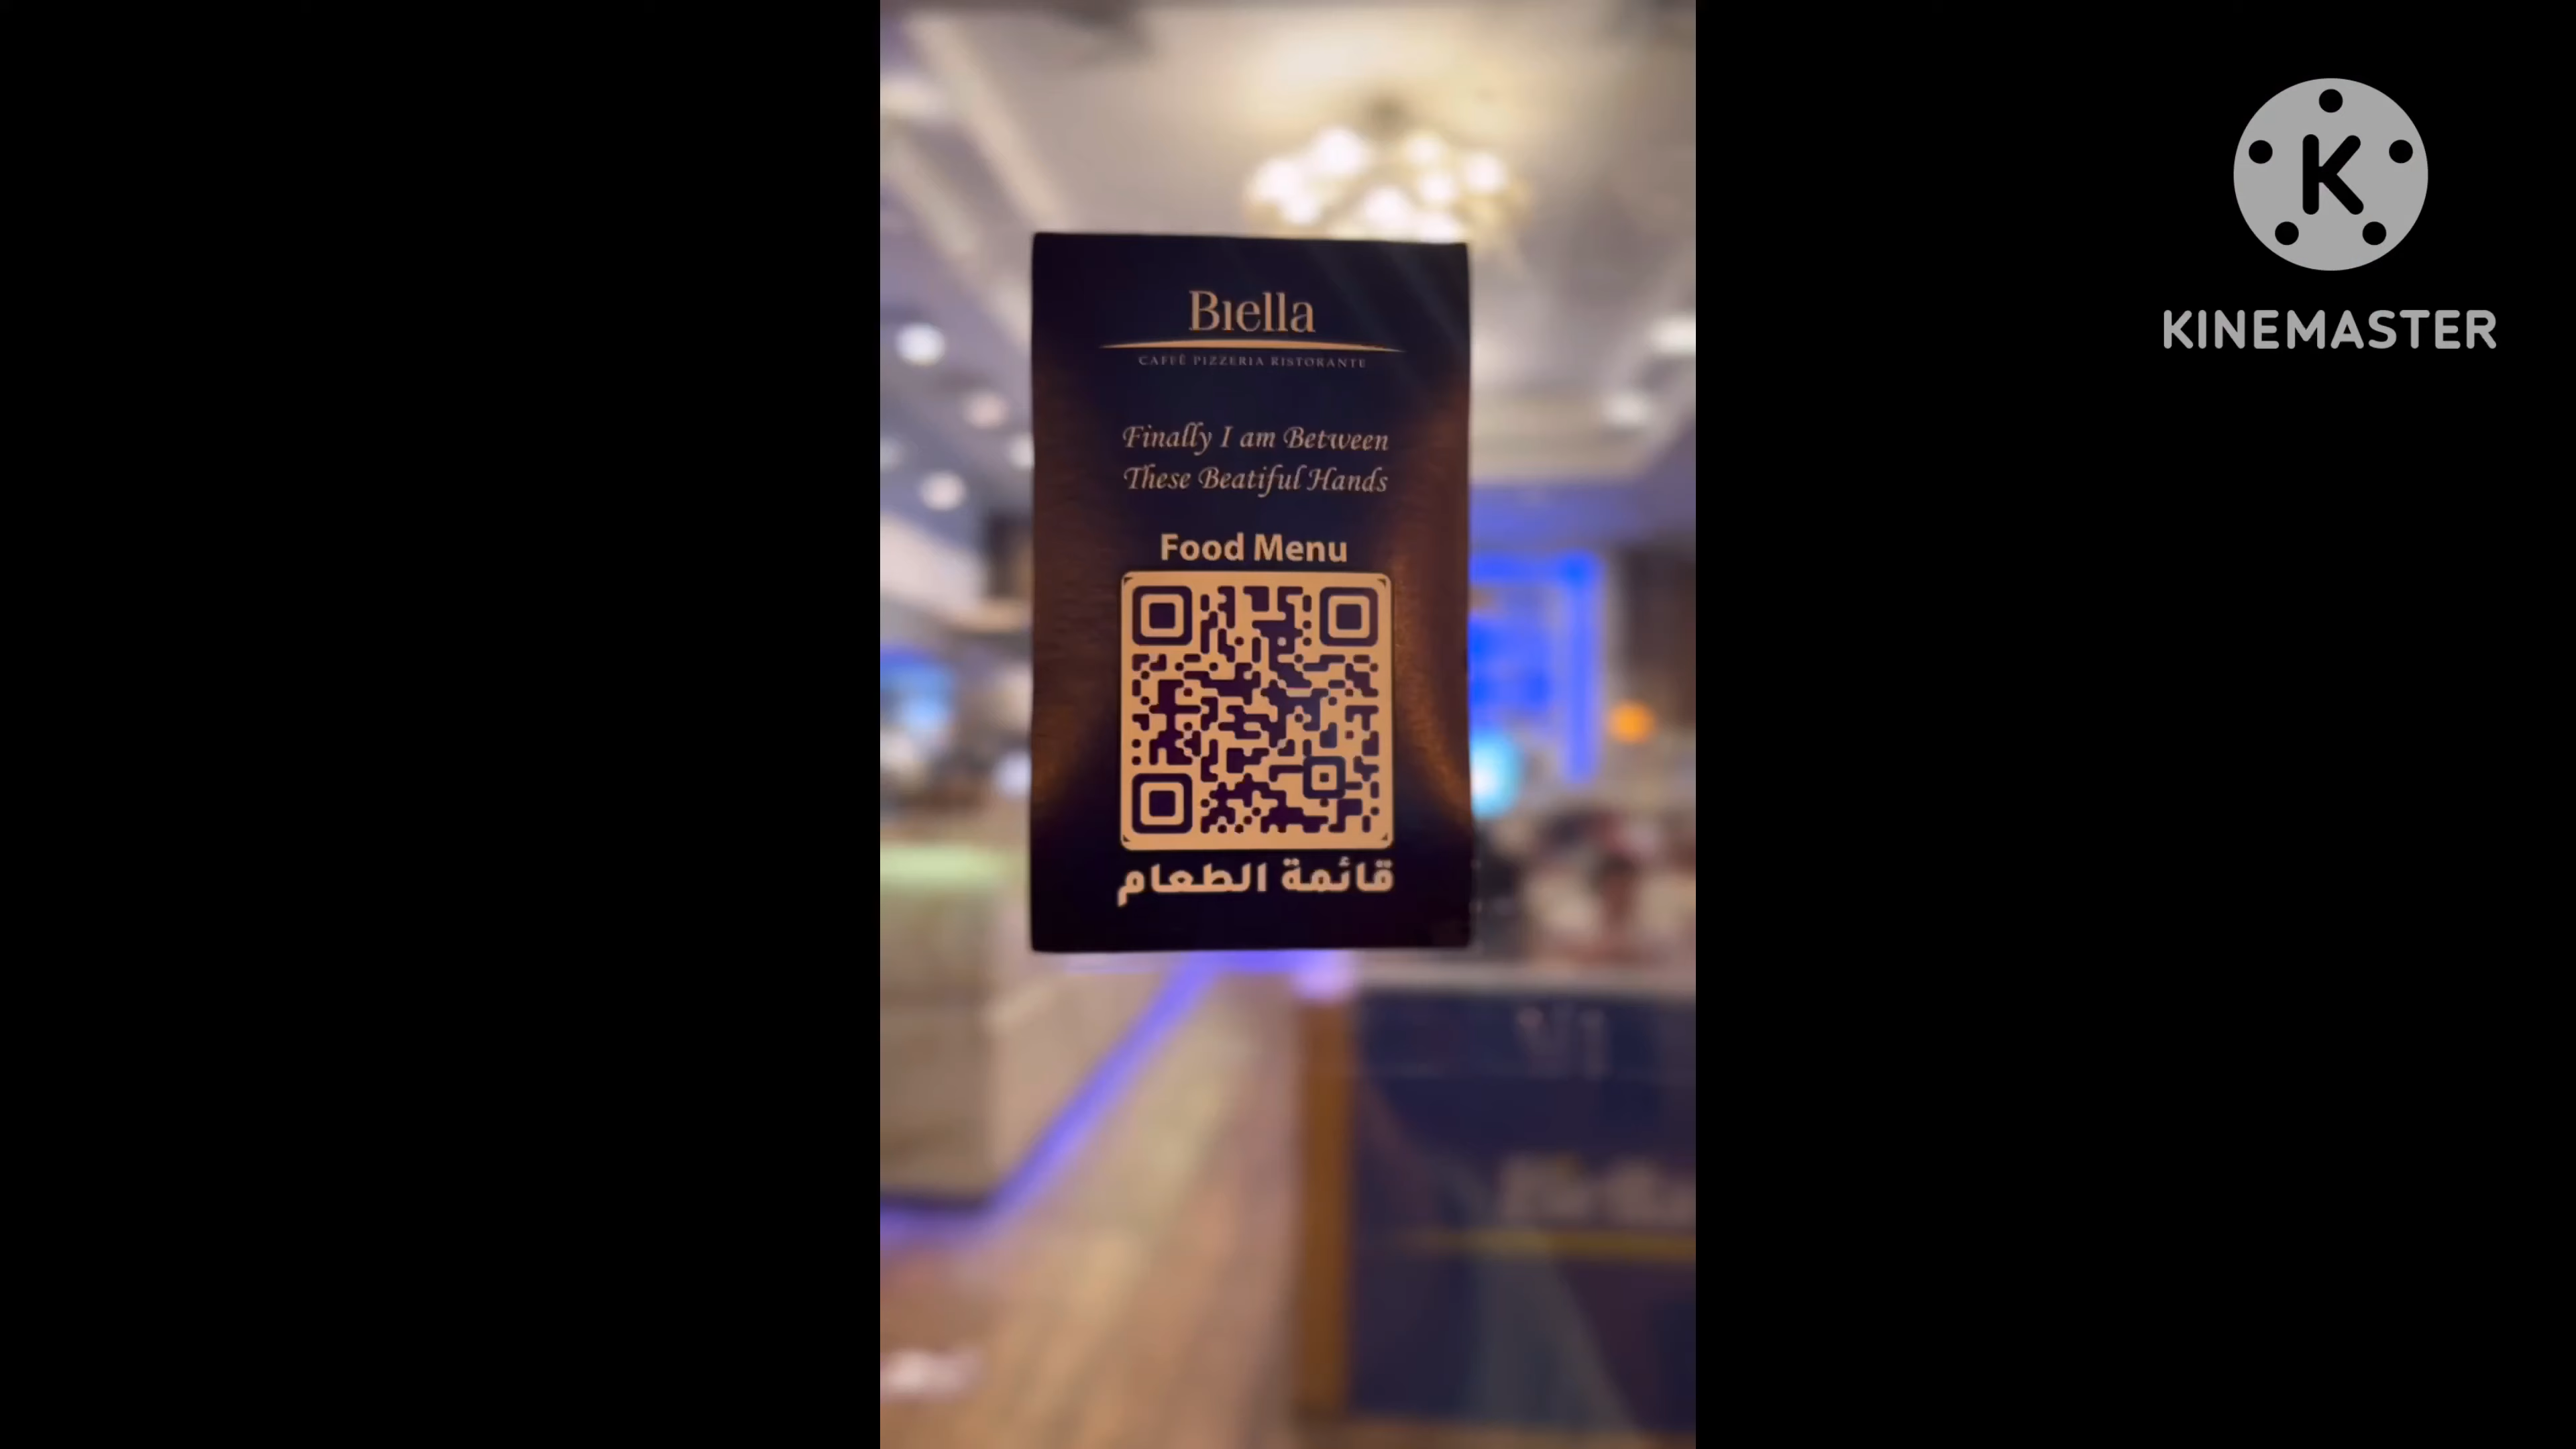 Biella
CAFFÈ PIZZERIA RISTORANTE
Finally I am Between
These Beatiful Hands
Food Menu
قائمة الطعام
KINEMASTER